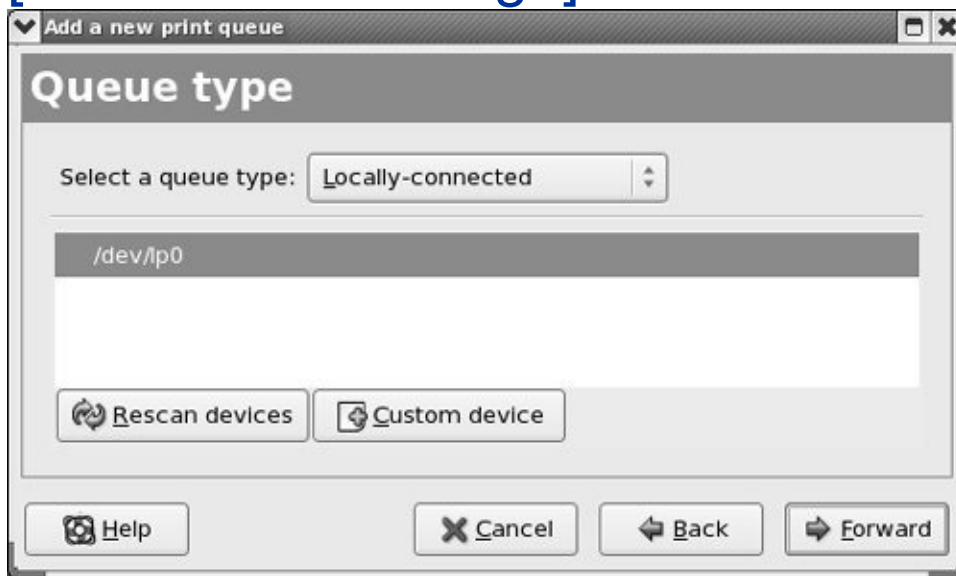 Add a new print queue
Queue type
Select a queue type: Locally-connected
/dev/lp0
Rescan devices Custom device
Help Cancel Back Forward